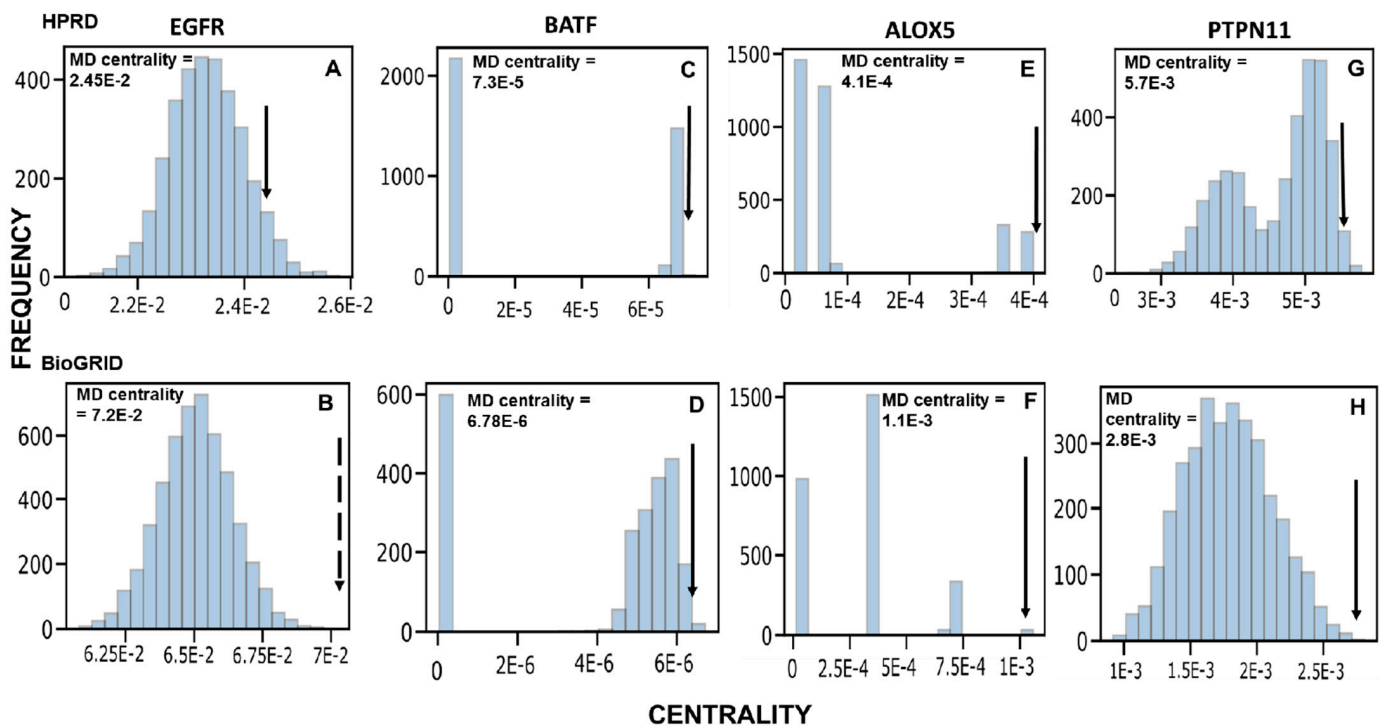 HPRD
EGFR
BATF
ALOX5
PTPN11
FREQUENCY
MD centrality =
2.45E-2
A
400
200
0
0
2.2E-2
2.4E-2
2.6E-2
MD centrality =
7.3E-5
C
2000
1000
0
0
2E-5
4E-5
6E-5
MD centrality =
4.1E-4
E
1500
1000
500
0
0
1E-4
2E-4
3E-4
4E-4
MD centrality =
5.7E-3
G
400
200
0
0
3E-3
4E-3
5E-3
BioGRID
MD centrality
= 7.2E-2
B
600
400
200
0
6.25E-2
6.5E-2
6.75E-2
7E-2
MD centrality =
6.78E-6
D
600
400
200
0
0
2E-6
4E-6
6E-6
MD centrality =
1.1E-3
F
1500
1000
500
0
0
2.5E-4
5E-4
7.5E-4
1E-3
MD
centrality =
2.8E-3
H
300
200
100
0
1E-3
1.5E-3
2E-3
2.5E-3
CENTRALITY